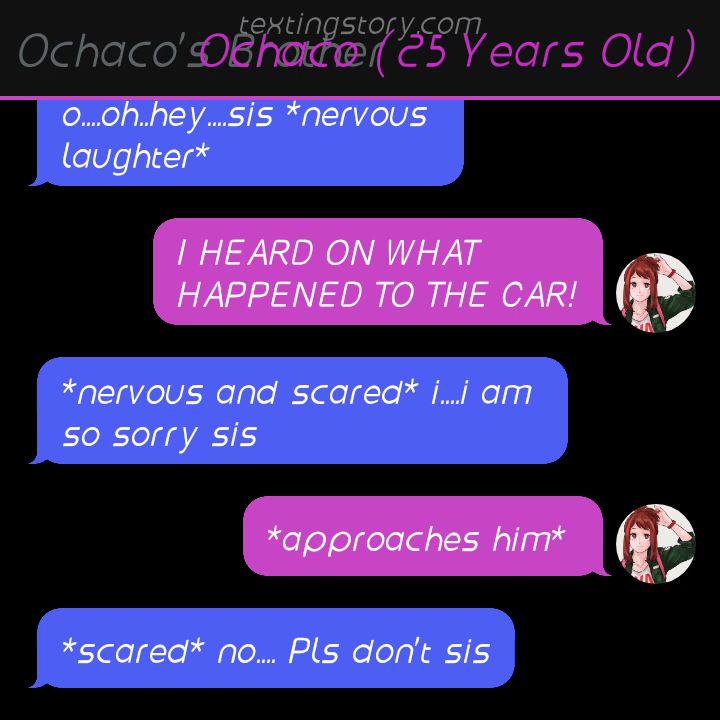 textingstory.com
Ochaco's Brother
Ochaco (25 Years Old)
o....oh..hey....sis *nervous
laughter*
I HEARD ON WHAT
HAPPENED TO THE CAR!
*nervous and scared* i....i am
so sorry sis
*approaches him*
*scared* no.... Pls don't sis